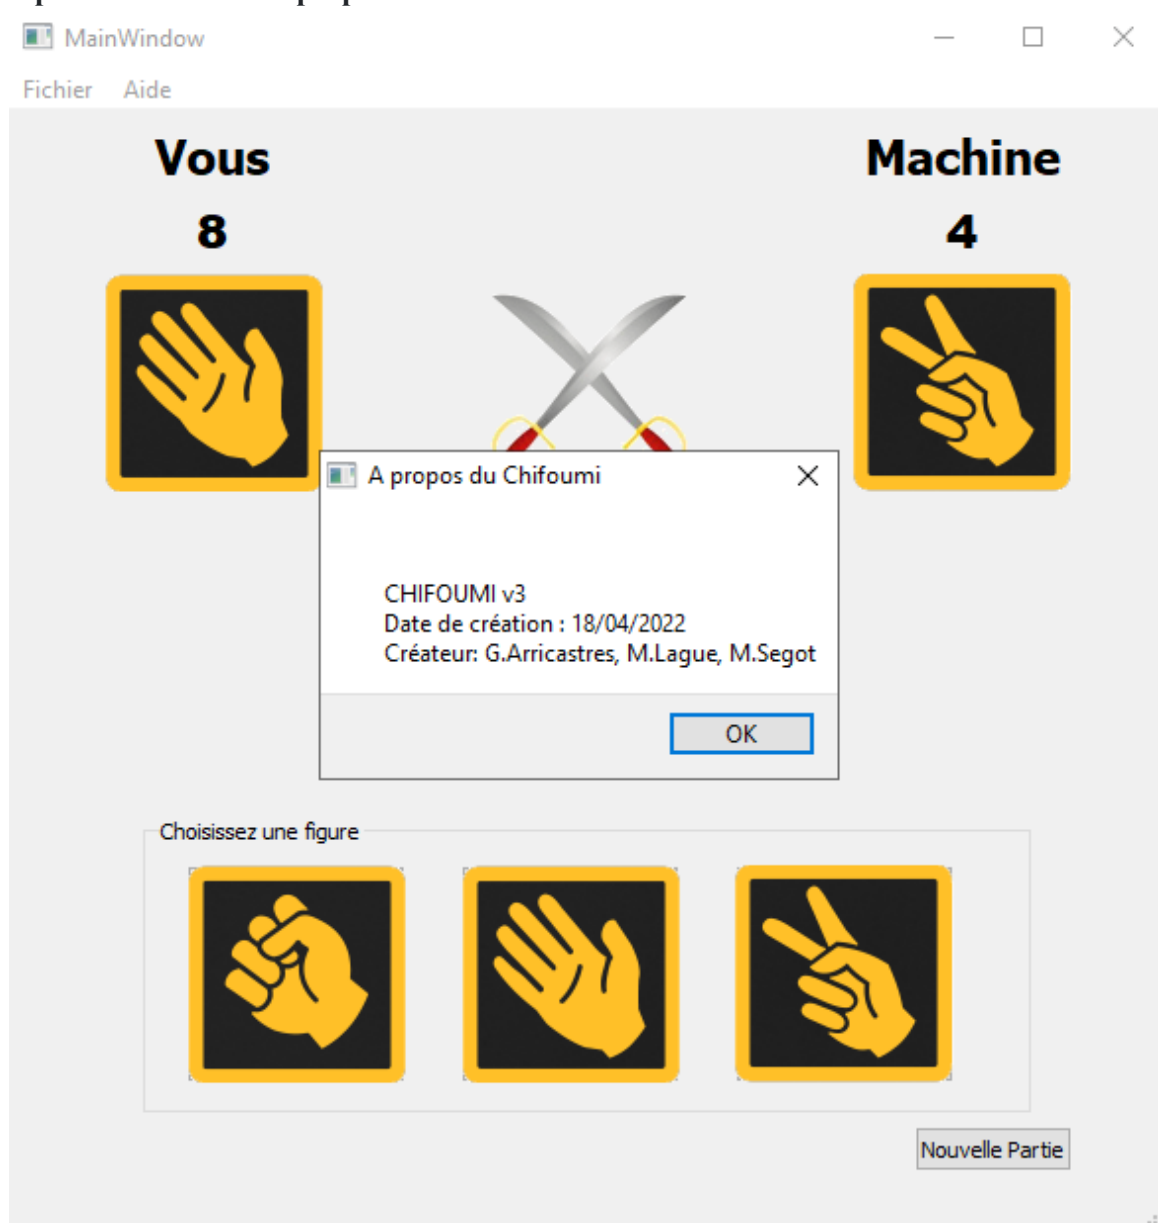 MainWindow
Fichier Aide
Vous Machine
8 4
A propos du Chifoumi
CHIFOUMI v3
Date de création : 18/04/2022
Créateur: G.Arricastres, M.Lague, M.Segot
OK
Choisissez une figure
Nouvelle Partie